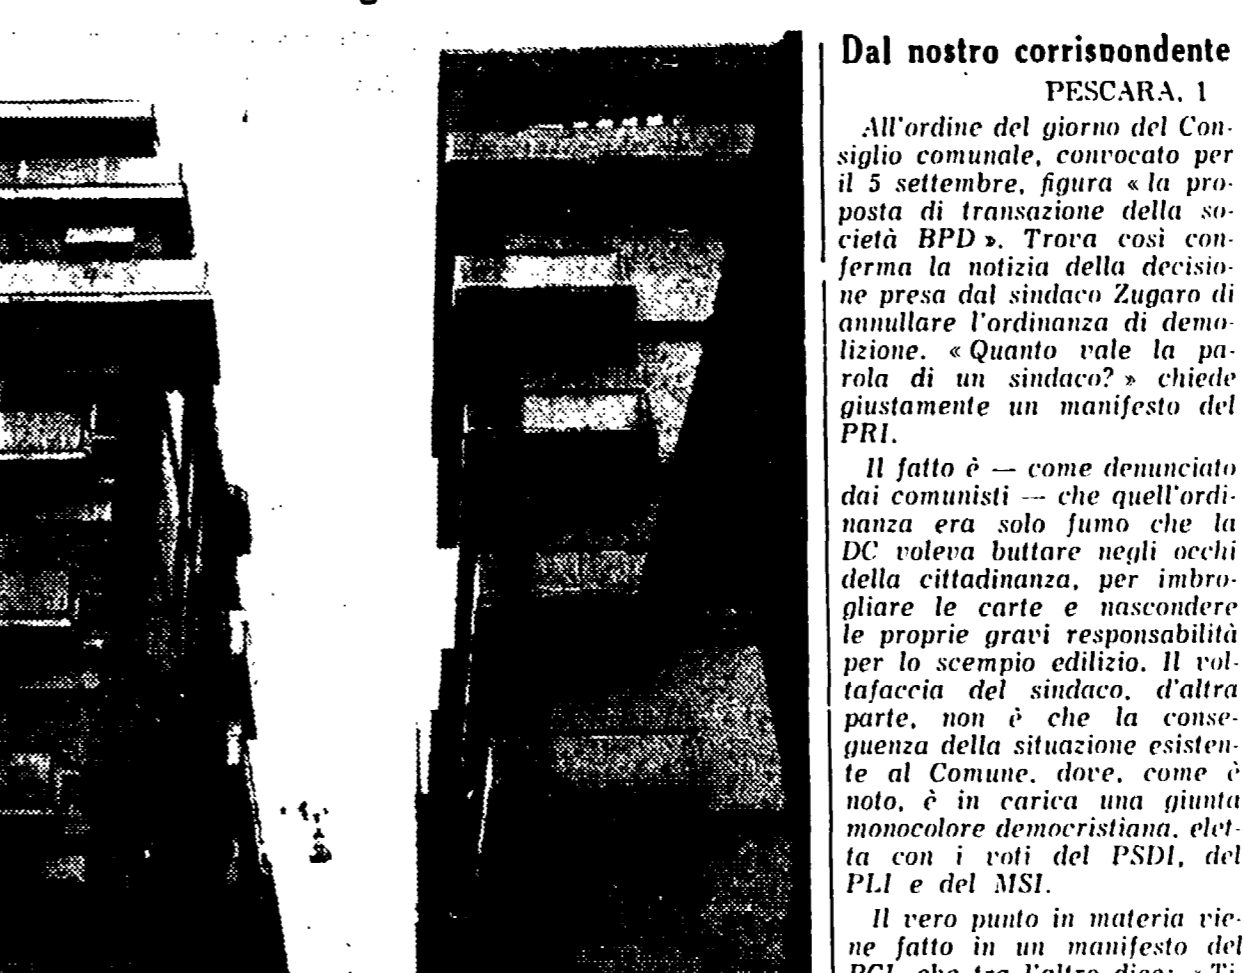 Dal nostro corrispondente
PESCARA, 1
All'ordine del giorno del Con-
siglio comunale, convocato per
il 5 settembre, figura « la pro-
posta di transazione della so-
cietà BPD ». Trova così con-
ferma la notizia della decisio-
ne presa dal sindaco Zugaro di
annullare l'ordinanza di demo-
lizione. « Quanto vale la pa-
rola di un sindaco? » chiede
giustamente un manifesto del
PRI.
Il fatto è — come denunciato
dai comunisti — che quell'ordi-
nanza era solo fumo che la
DC voleva buttare negli occhi
della cittadinanza, per imbro-
gliare le carte e nascondere
le proprie gravi responsabilità
per lo scempio edilizio. Il vol-
tafaccia del sindaco, d'altra
parte, non è che la conse-
guenza della situazione esisten-
te al Comune, dove, come è
noto, è in carica una giunta
monocolore democristiana, elet-
ta con i voti del PSDI, del
PLI e del MSI.
Il vero punto in materia vie-
ne fatto in un manifesto del
PCI, che tra l'altro dice: « Ti